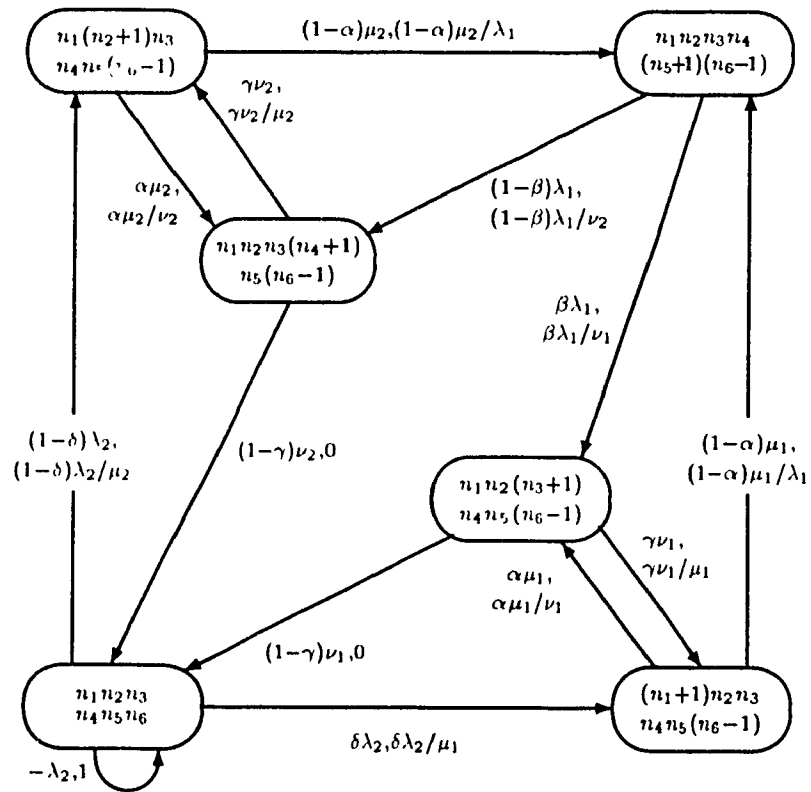 n₁(n₂+1)n₃
(1−α)μ₂,(1−α)μ₂/λ₁
n₁n₂n₃n₄
(n₅+1)(n₆−1)
γν₂,
γν₂/μ₂
αμ₂,
αμ₂/ν₂
(1−β)λ₁,
(1−β)λ₁/ν₂
n₁n₂n₃(n₄+1)
n₅(n₆−1)
βλ₁,
βλ₁/ν₁
(1−δ)λ₂,
(1−δ)λ₂/μ₂
(1−γ)ν₂,0
(1−α)μ₁,
(1−α)μ₁/λ₁
n₁n₂(n₃+1)
n₄n₅(n₆−1)
γν₁,
γν₁/μ₁
αμ₁,
αμ₁/ν₁
(1−γ)ν₁,0
n₁n₂n₃
n₄n₅n₆
(n₁+1)n₂n₃
n₄n₅(n₆−1)
δλ₂,δλ₂/μ₁
−λ₂,1